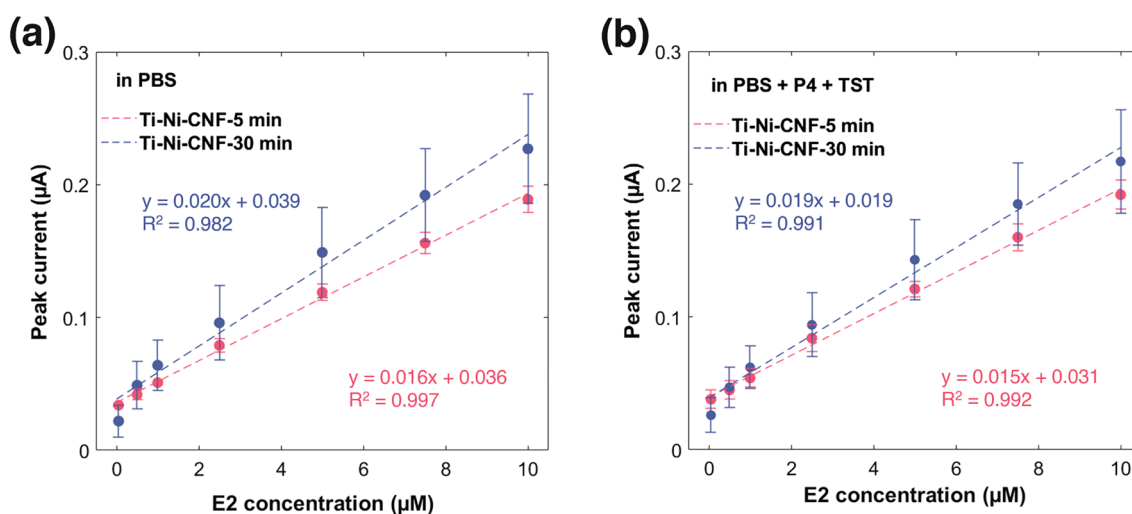 (a)
0.3
in PBS
Ti-Ni-CNF-5 min
Ti-Ni-CNF-30 min
0.2
y = 0.020x + 0.039
R² = 0.982
Peak current (µA)
0.1
y = 0.016x + 0.036
R² = 0.997
0
0 2 4 6 8 10
E2 concentration (µM)
(b)
0.3
in PBS + P4 + TST
Ti-Ni-CNF-5 min
Ti-Ni-CNF-30 min
0.2
y = 0.019x + 0.019
R² = 0.991
Peak current (µA)
0.1
y = 0.015x + 0.031
R² = 0.992
0
0 2 4 6 8 10
E2 concentration (µM)